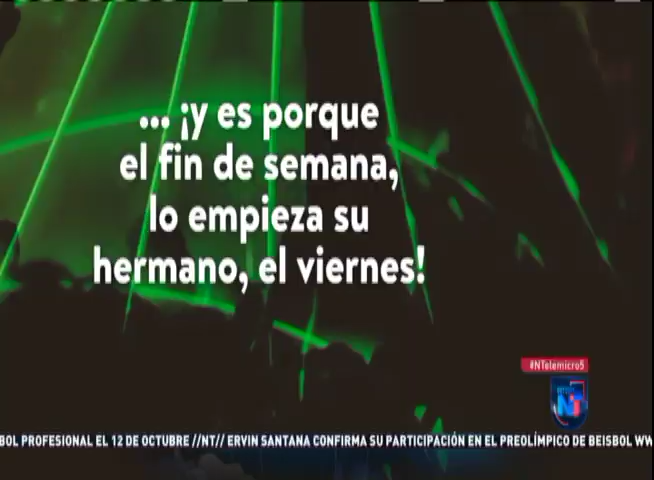 ... ¡y es porque
el fin de semana,
lo empieza su
hermano, el viernes!
#NTelemicro5
NT
BOL PROFESIONAL EL 12 DE OCTUBRE //NT// ERVIN SANTANA CONFIRMA SU PARTICIPACIÓN EN EL PREOLÍMPICO DE BEISBOL WW